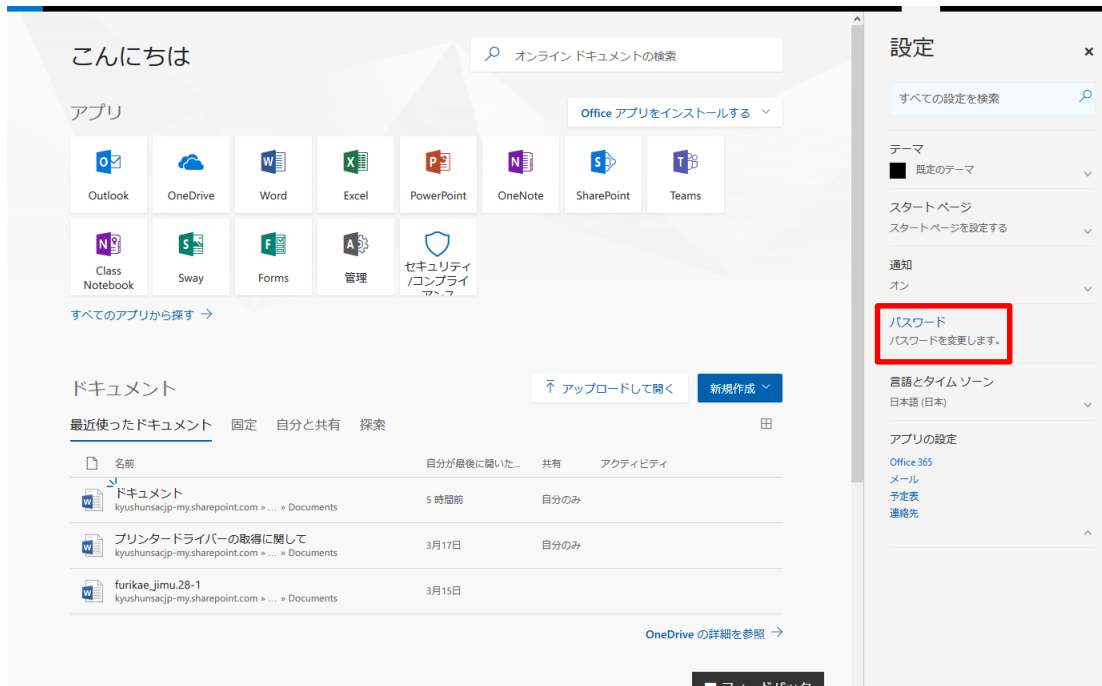 こんにちは
オンライン ドキュメントの検索
アプリ
Office アプリをインストールする
Outlook
OneDrive
Word
Excel
PowerPoint
OneNote
SharePoint
Teams
Class
Notebook
Sway
Forms
管理
セキュリティ
/コンプライ
アンス
すべてのアプリから探す →
ドキュメント
アップロードして開く
新規作成
最近使ったドキュメント 固定 自分と共有 探索
名前 自分が最後に開いた... 共有 アクティビティ
ドキュメント
kyushunsacjp-my.sharepoint.com » ... » Documents
5 時間前 自分のみ
プリンタードライバーの取得に関して
kyushunsacjp-my.sharepoint.com » ... » Documents
3月17日 自分のみ
furikae_jimu.28-1
kyushunsacjp-my.sharepoint.com » ... » Documents
3月15日
OneDrive の詳細を参照 →
フィードバック
設定
×
すべての設定を検索
テーマ
既定のテーマ
スタート ページ
スタート ページを設定する
通知
オン
パスワード
パスワードを変更します。
言語とタイム ゾーン
日本語 (日本)
アプリの設定
Office 365
メール
予定表
連絡先